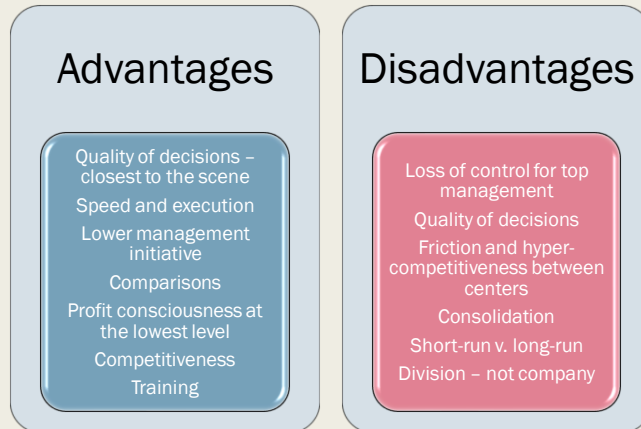 Advantages
Quality of decisions –
closest to the scene
Speed and execution
Lower management
initiative
Comparisons
Profit consciousness at
the lowest level
Competitiveness
Training
Disadvantages
Loss of control for top
management
Quality of decisions
Friction and hyper-
competitiveness between
centers
Consolidation
Short-run v. long-run
Division – not company